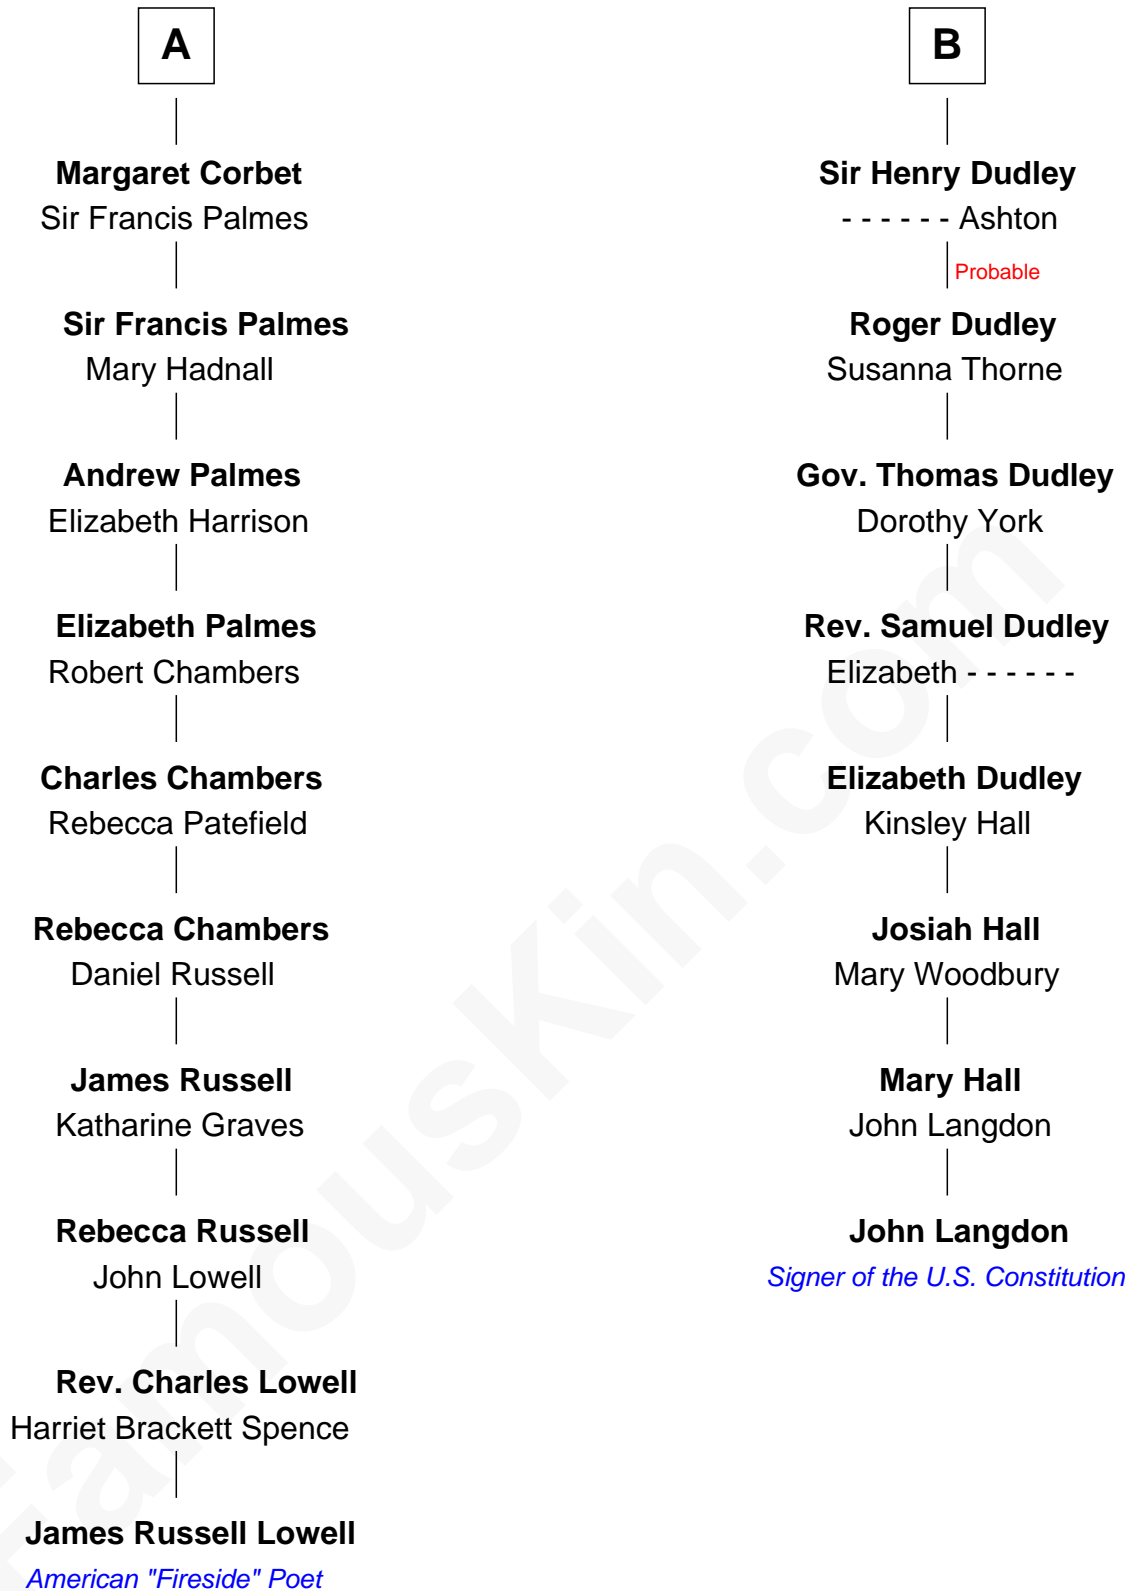 A
Margaret Corbet
Sir Francis Palmes
Sir Francis Palmes
Mary Hadnall
Andrew Palmes
Elizabeth Harrison
Elizabeth Palmes
Robert Chambers
Charles Chambers
Rebecca Patefield
Rebecca Chambers
Daniel Russell
James Russell
Katharine Graves
Rebecca Russell
John Lowell
Rev. Charles Lowell
Harriet Brackett Spence
James Russell Lowell
American "Fireside" Poet
B
Sir Henry Dudley
- - - - - - Ashton
Probable
Roger Dudley
Susanna Thorne
Gov. Thomas Dudley
Dorothy York
Rev. Samuel Dudley
Elizabeth - - - - - -
Elizabeth Dudley
Kinsley Hall
Josiah Hall
Mary Woodbury
Mary Hall
John Langdon
John Langdon
Signer of the U.S. Constitution
FamousKin.com